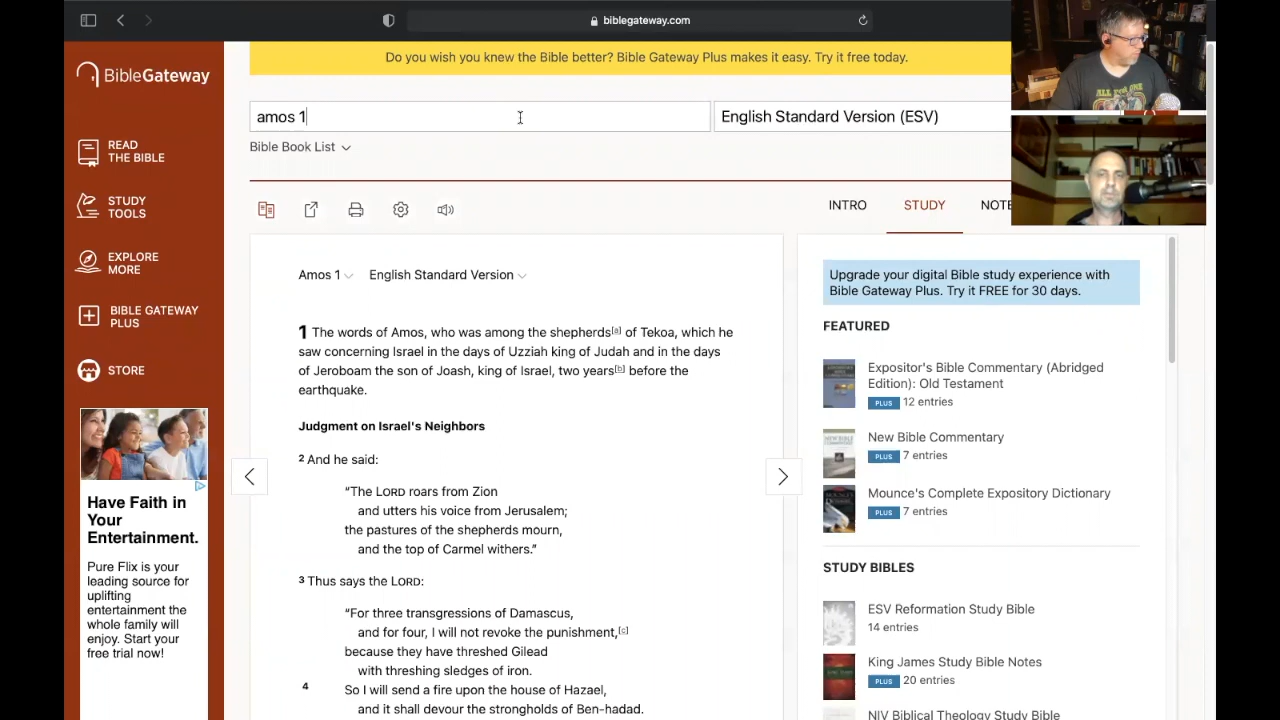 biblegateway.com
BibleGateway
READ
THE BIBLE
STUDY
TOOLS
EXPLORE
MORE
BIBLE GATEWAY
PLUS
STORE
Have Faith in
Your
Entertainment.
Pure Flix is your
leading source for
uplifting
entertainment the
whole family will
enjoy. Start your
free trial now!
Do you wish you knew the Bible better? Bible Gateway Plus makes it easy. Try it free today.
amos 1
English Standard Version (ESV)
Bible Book List
INTRO STUDY NOTE
Amos 1 English Standard Version
1 The words of Amos, who was among the shepherds[a] of Tekoa, which he
saw concerning Israel in the days of Uzziah king of Judah and in the days
of Jeroboam the son of Joash, king of Israel, two years[b] before the
earthquake.
Judgment on Israel's Neighbors
2 And he said:
“The LORD roars from Zion
and utters his voice from Jerusalem;
the pastures of the shepherds mourn,
and the top of Carmel withers.”
3 Thus says the LORD:
“For three transgressions of Damascus,
and for four, I will not revoke the punishment,[c]
because they have threshed Gilead
with threshing sledges of iron.
4 So I will send a fire upon the house of Hazael,
and it shall devour the strongholds of Ben-hadad.
Upgrade your digital Bible study experience with
Bible Gateway Plus. Try it FREE for 30 days.
FEATURED
Expositor's Bible Commentary (Abridged
Edition): Old Testament
PLUS 12 entries
New Bible Commentary
PLUS 7 entries
Mounce's Complete Expository Dictionary
PLUS 7 entries
STUDY BIBLES
ESV Reformation Study Bible
14 entries
King James Study Bible Notes
PLUS 20 entries
NIV Biblical Theology Study Bible